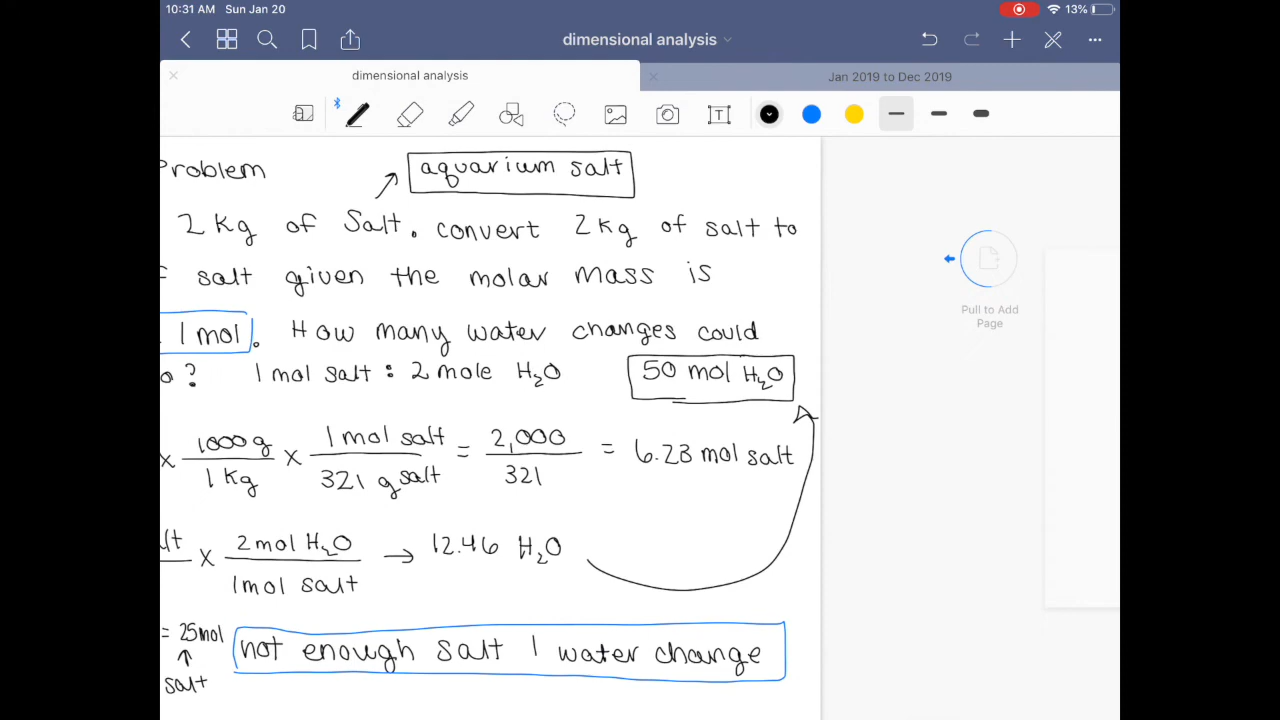 10:31 AM Sun Jan 20 13%
dimensional analysis
dimensional analysis Jan 2019 to Dec 2019
T
Problem aquarium salt
2 Kg of Salt. convert 2 kg of salt to
salt given the molar mass is
1 mol. How many water changes could
o? 1 mol salt : 2 mole H₂O 50 mol H₂O
x 1000 g / 1 Kg x 1 mol salt / 321 g salt = 2,000 / 321 = 6.23 mol salt
lt x 2 mol H₂O / 1 mol salt → 12.46 H₂O
= 25 mol not enough salt 1 water change
salt
Pull to Add
Page